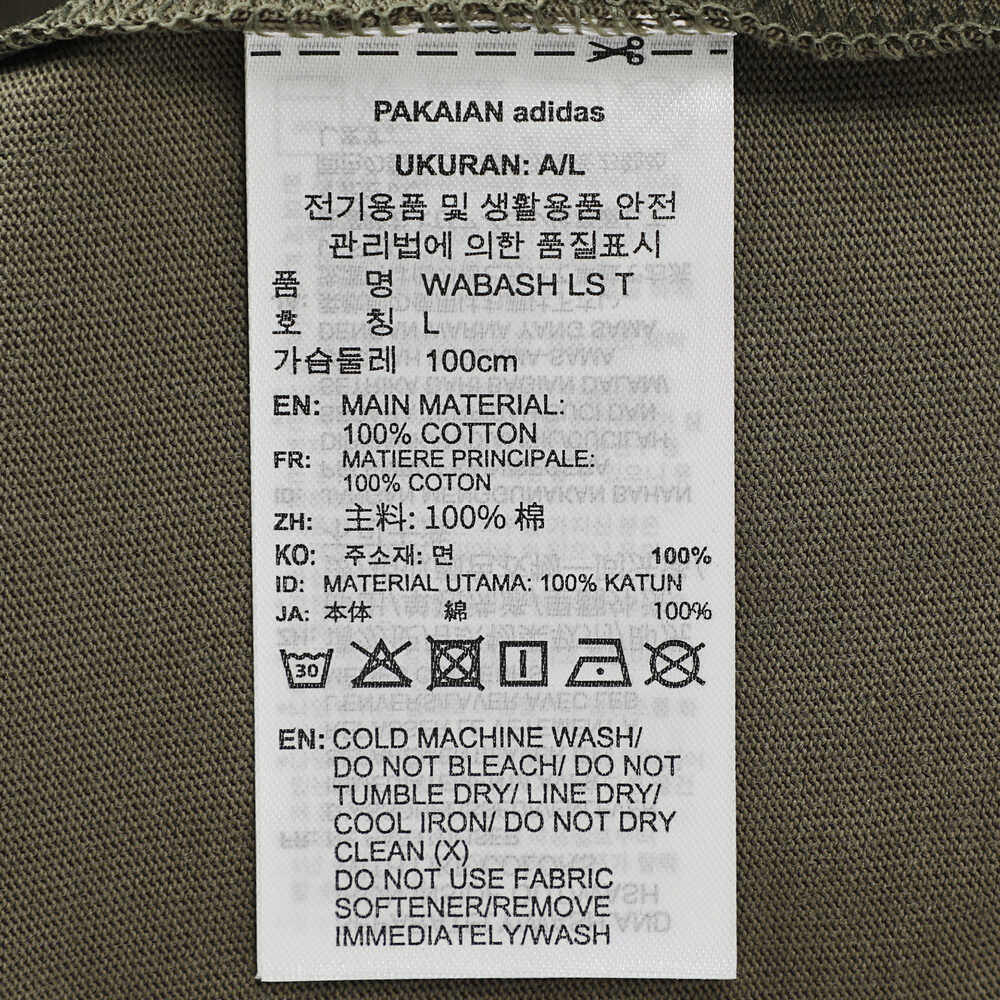 PAKAIAN adidas
UKURAN: A/L
전기용품 및 생활용품 안전
관리법에 의한 품질표시
품 명 WABASH LS T
호 칭 L
가슴둘레 100cm
EN: MAIN MATERIAL:
100% COTTON
FR: MATIERE PRINCIPALE:
100% COTON
ZH: 主料: 100% 棉
KO: 주소재: 면 100%
ID: MATERIAL UTAMA: 100% KATUN
JA: 本体 綿 100%
30
EN: COLD MACHINE WASH/
DO NOT BLEACH/ DO NOT
TUMBLE DRY/ LINE DRY/
COOL IRON/ DO NOT DRY
CLEAN (X)
DO NOT USE FABRIC
SOFTENER/REMOVE
IMMEDIATELY/WASH